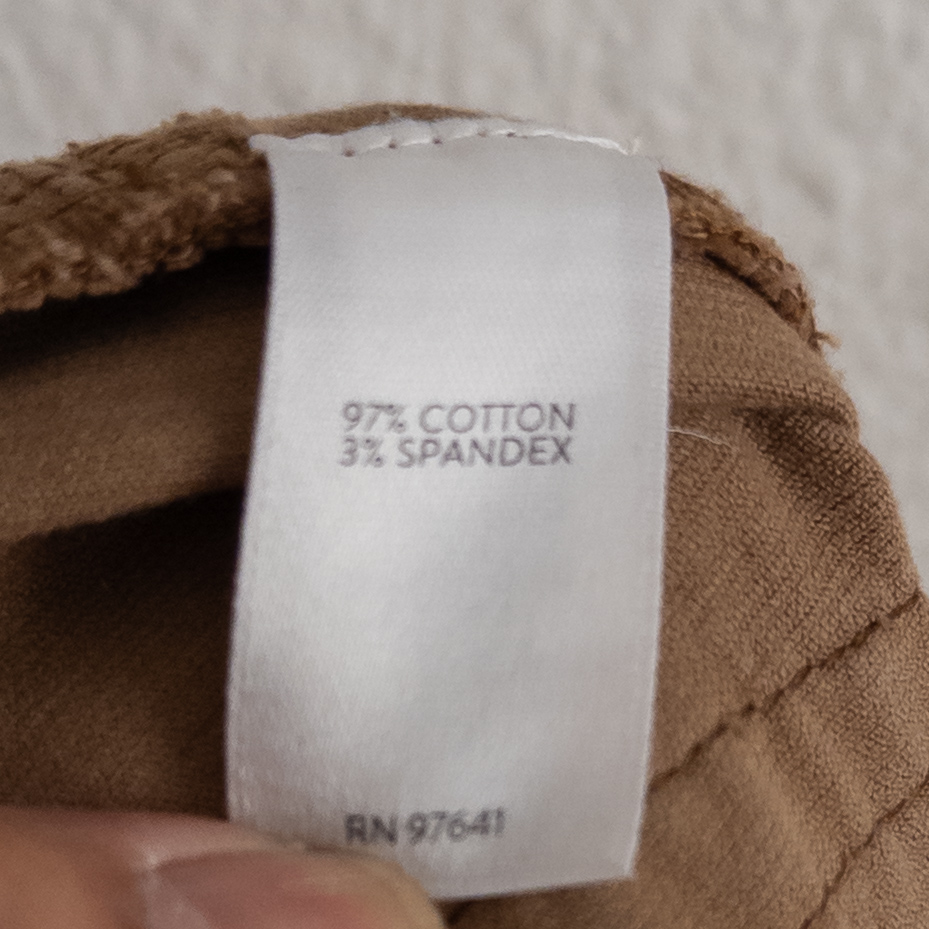 97% COTTON
3% SPANDEX
RN 97641